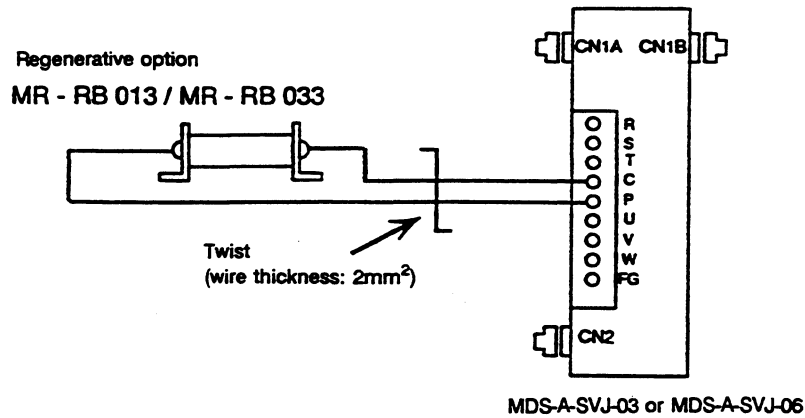 Regenerative option
MR - RB 013 / MR - RB 033
CN1A CN1B
R
S
T
C
P
U
V
W
FG
Twist
(wire thickness: 2mm²)
CN2
MDS-A-SVJ-03 or MDS-A-SVJ-06